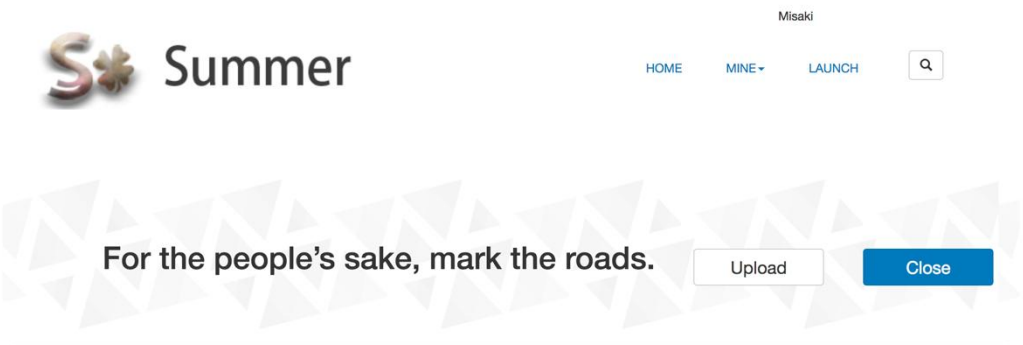 Misaki
S Summer
HOME MINE LAUNCH
For the people's sake, mark the roads. Upload Close